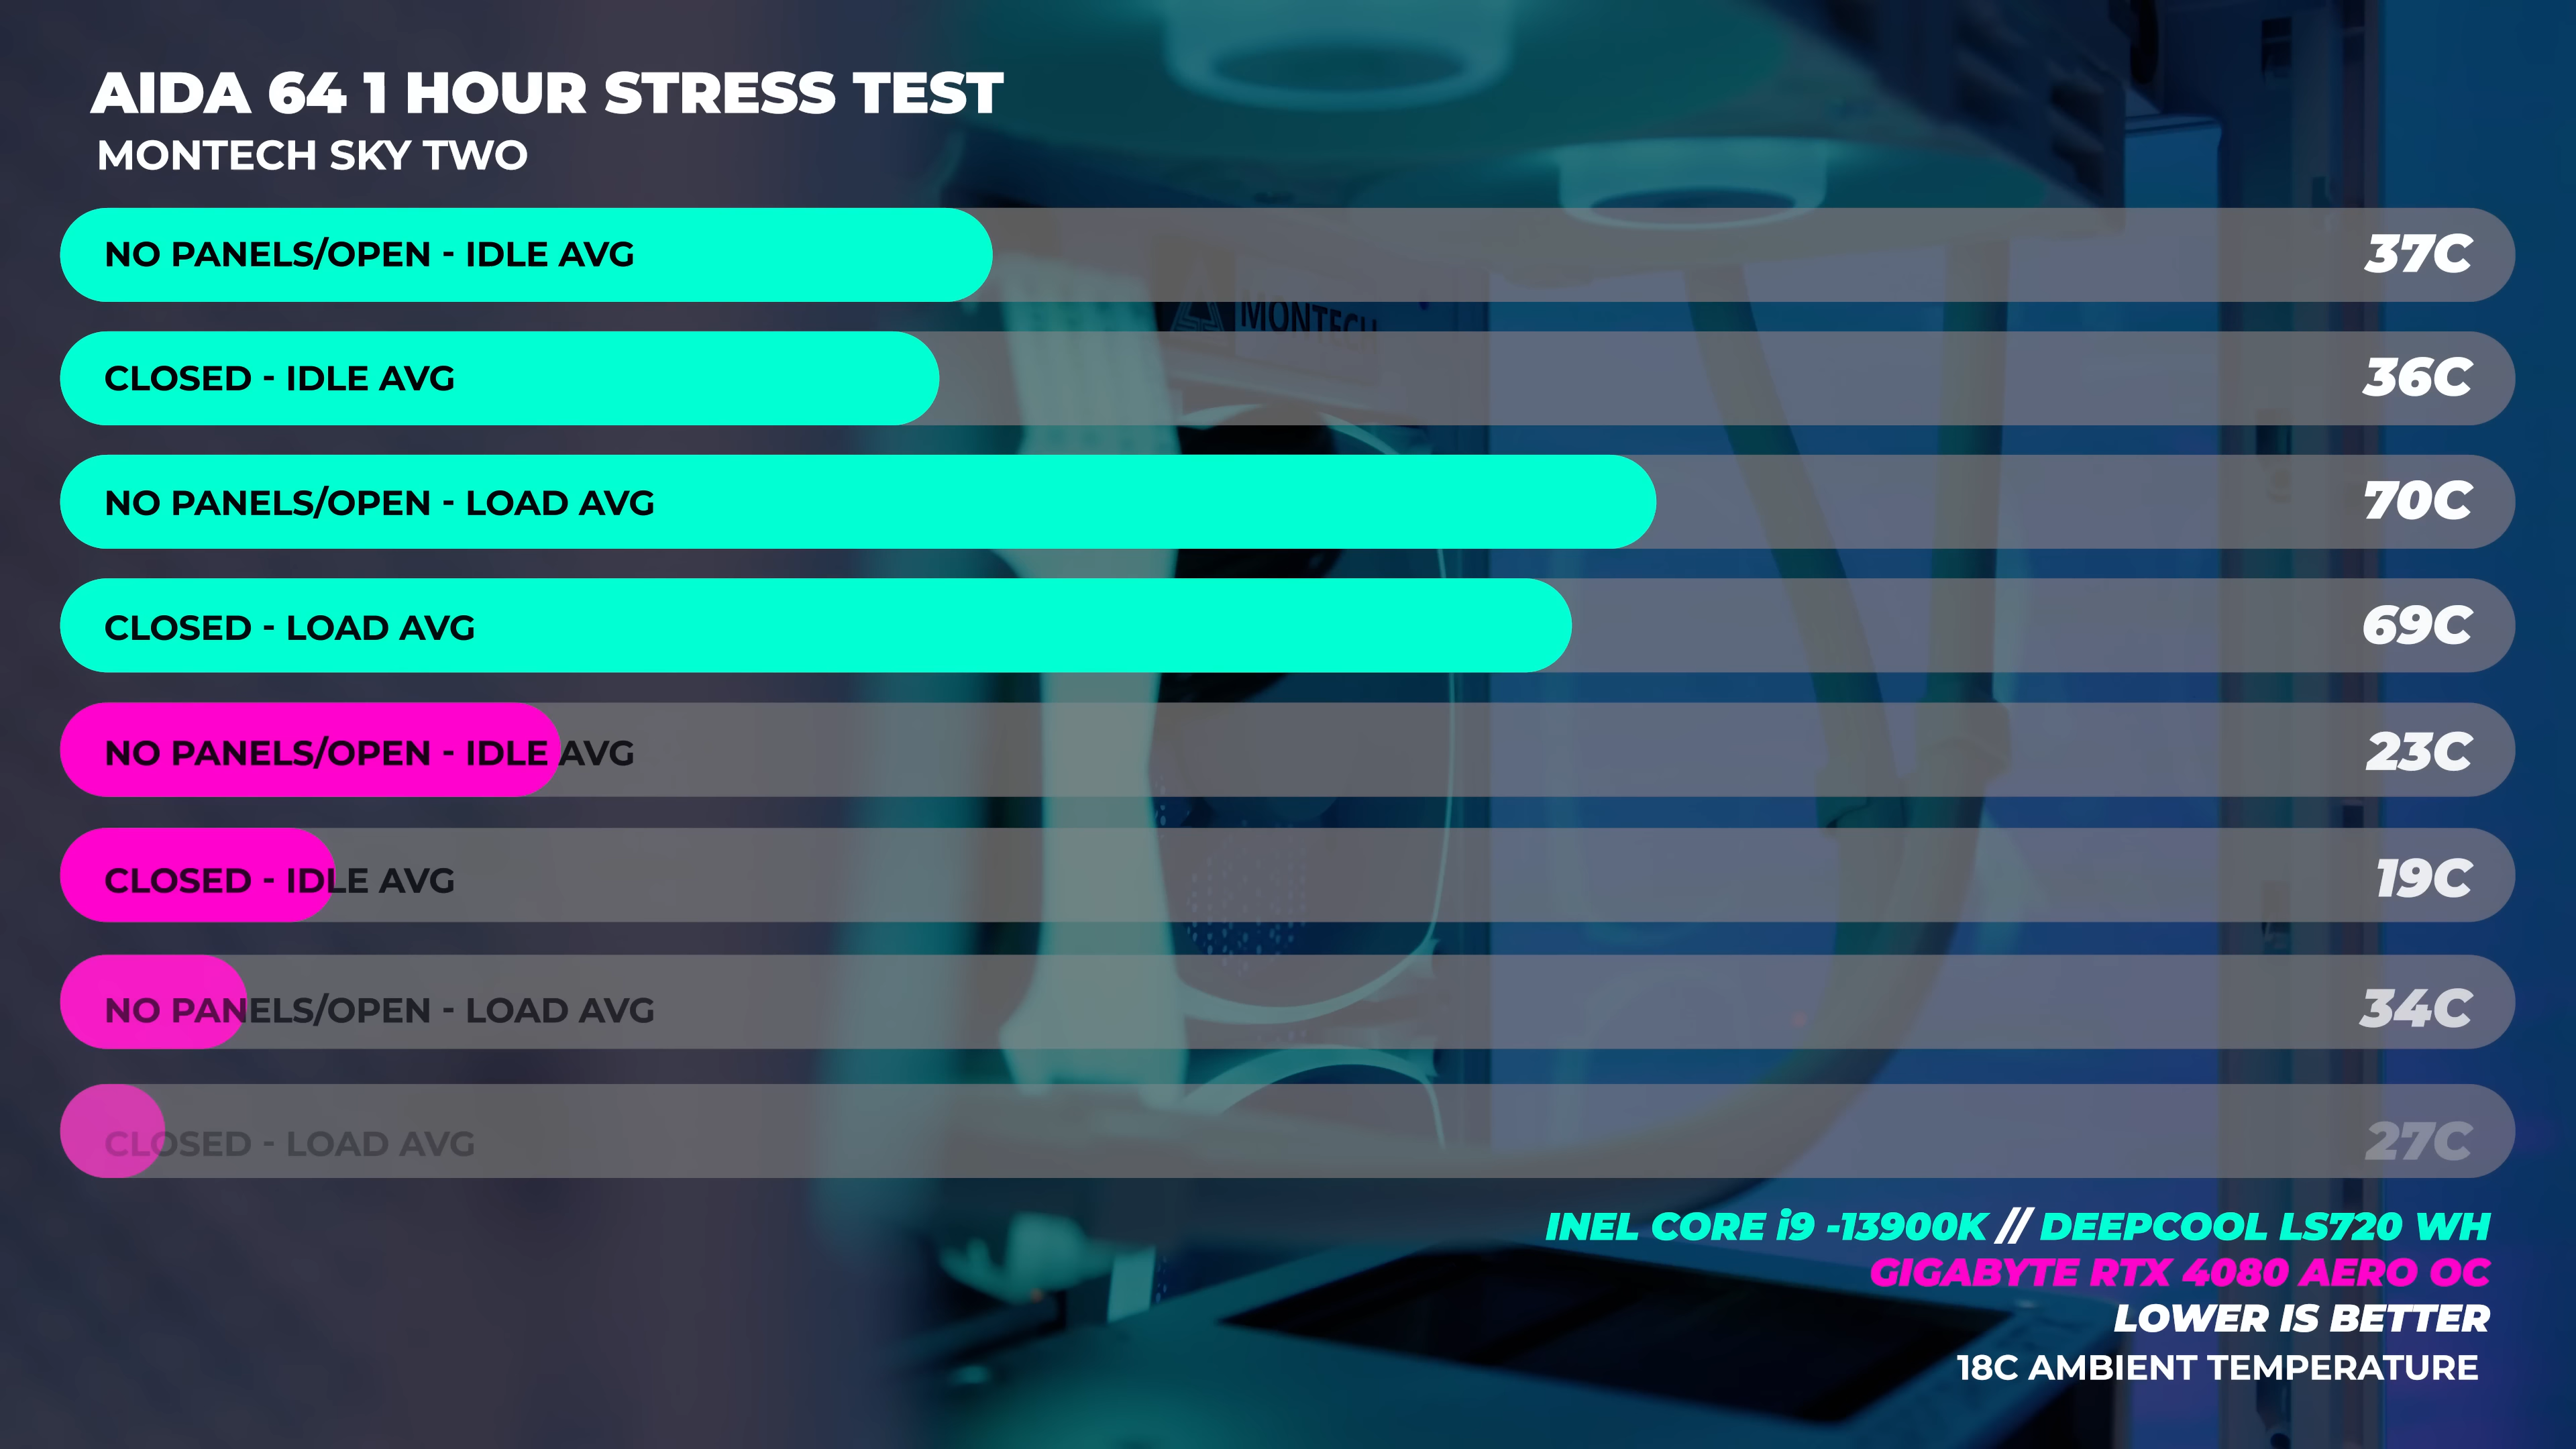 AIDA 64 1 HOUR STRESS TEST
MONTECH SKY TWO
NO PANELS/OPEN - IDLE AVG 37C
MONTECH
CLOSED - IDLE AVG 36C
NO PANELS/OPEN - LOAD AVG 70C
CLOSED - LOAD AVG 69C
NO PANELS/OPEN - IDLE AVG 23C
CLOSED - IDLE AVG 19C
NO PANELS/OPEN - LOAD AVG 34C
CLOSED - LOAD AVG 27C
INEL CORE i9 -13900K // DEEPCOOL LS720 WH
GIGABYTE RTX 4080 AERO OC
LOWER IS BETTER
18C AMBIENT TEMPERATURE